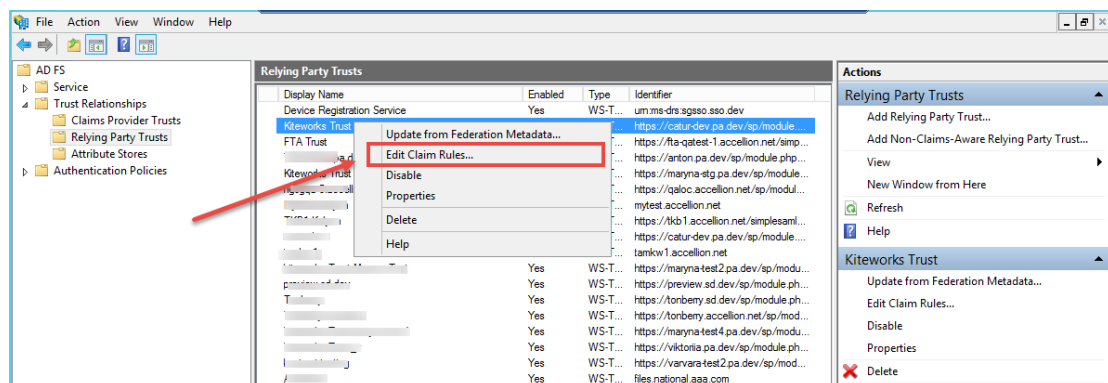 File Action View Window Help
AD FS
Service
Trust Relationships
Claims Provider Trusts
Relying Party Trusts
Attribute Stores
Authentication Policies
Relying Party Trusts
Display Name Enabled Type Identifier
Device Registration Service Yes WS-T... urn:ms-drs:sgsso.sso.dev
Kiteworks Trust https://catur-dev.pa.dev/sp/module....
FTA Trust https://fta-qatest-1.accellion.net/simp...
https://anton.pa.dev/sp/module.php...
Kiteworks Trust https://maryna-stg.pa.dev/sp/module....
https://qaloc.accellion.net/sp/modul...
mytest.accellion.net
https://tkb1.accellion.net/simplesaml...
https://catur-dev.pa.dev/sp/module....
tamkw1.accellion.net
Yes WS-T... https://maryna-test2.pa.dev/sp/modu...
Yes WS-T... https://preview.sd.dev/sp/module.ph...
Yes WS-T... https://tonberry.sd.dev/sp/module.ph...
Yes WS-T... https://tonberry.accellion.net/sp/mod...
Yes WS-T... https://maryna-test4.pa.dev/sp/modu...
Yes WS-T... https://viktoriia.pa.dev/sp/module.ph...
Yes WS-T... https://varvara-test2.pa.dev/sp/mod...
Yes WS-T... files.national.aaa.com
Update from Federation Metadata...
Edit Claim Rules...
Disable
Properties
Delete
Help
Actions
Relying Party Trusts
Add Relying Party Trust...
Add Non-Claims-Aware Relying Party Trust...
View
New Window from Here
Refresh
Help
Kiteworks Trust
Update from Federation Metadata...
Edit Claim Rules...
Disable
Properties
Delete